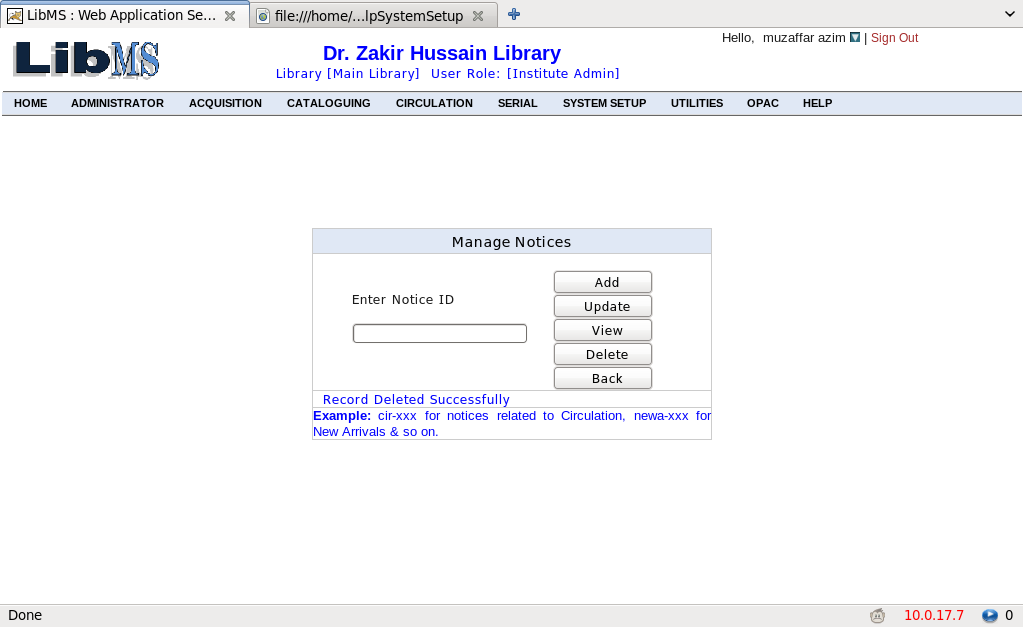 LibMS : Web Application Se...
file:///home/...lpSystemSetup
LibMS
Dr. Zakir Hussain Library
Library [Main Library] User Role: [Institute Admin]
Hello, muzaffar azim | Sign Out
HOME ADMINISTRATOR ACQUISITION CATALOGUING CIRCULATION SERIAL SYSTEM SETUP UTILITIES OPAC HELP
Manage Notices
Enter Notice ID
Add
Update
View
Delete
Back
Record Deleted Successfully
Example: cir-xxx for notices related to Circulation, newa-xxx for
New Arrivals & so on.
Done
10.0.17.7
0